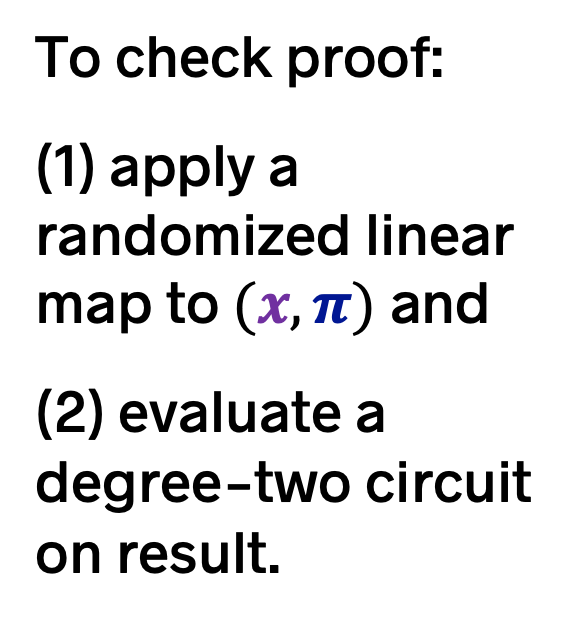 To check proof:
(1) apply a
randomized linear
map to (x, π) and
(2) evaluate a
degree-two circuit
on result.